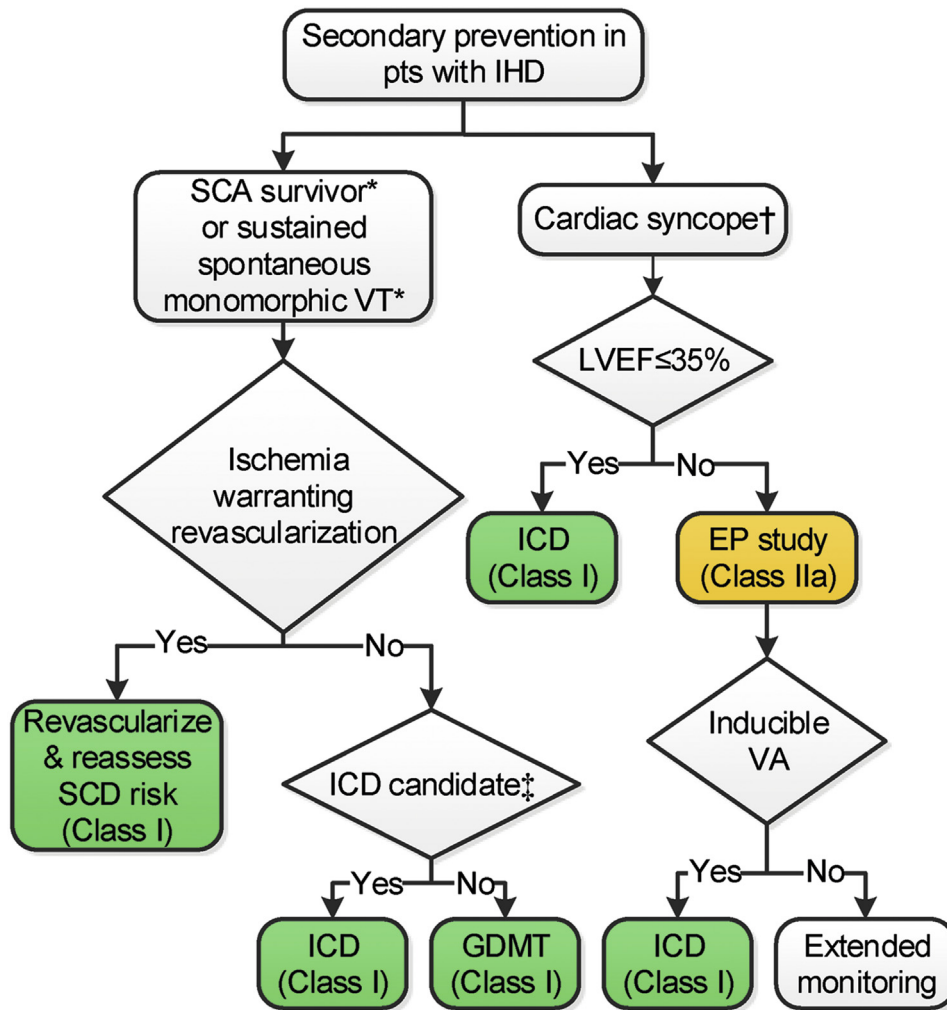 Secondary prevention in
pts with IHD
SCA survivor*
or sustained
spontaneous
monomorphic VT*
Cardiac syncope†
LVEF≤35%
Ischemia
warranting
revascularization
Yes
No
ICD
(Class I)
EP study
(Class IIa)
Yes
No
Revascularize
& reassess
SCD risk
(Class I)
ICD candidate‡
Inducible
VA
Yes
No
Yes
No
ICD
(Class I)
GDMT
(Class I)
ICD
(Class I)
Extended
monitoring